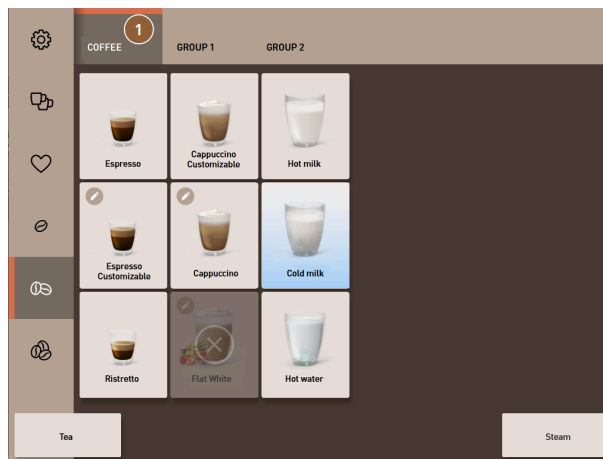 COFFEE
1
GROUP 1
GROUP 2
Espresso
Cappuccino
Customizable
Hot milk
Espresso
Customizable
Cappuccino
Cold milk
Ristretto
Flat White
Hot water
Tea
Steam